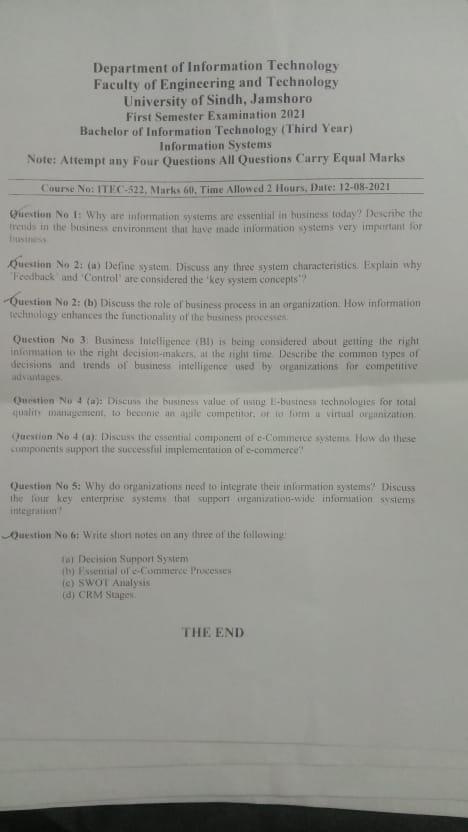 Department of Information Technology
Faculty of Engineering and Technology
University of Sindh, Jamshoro
First Semester Examination 2021
Bachelor of Information Technology (Third Year)
Information Systems
Note: Attempt any Four Questions All Questions Carry Equal Marks
Course No: ITEC-522, Marks 60, Time Allowed 2 Hours, Date: 12-08-2021
Question No 1: Why are information systems are essential in business today? Describe the
trends in the business environment that have made information systems very important for
business
Question No 2: (a) Define system. Discuss any three system characteristics. Explain why
'Feedback' and 'Control' are considered the 'key system concepts'?
Question No 2: (b) Discuss the role of business process in an organization. How information
technology enhances the functionality of the business processes.
Question No 3: Business Intelligence (BI) is being considered about getting the right
information to the right decision-makers, at the right time. Describe the common types of
decisions and trends of business intelligence used by organizations for competitive
advantages.
Question No 4 (a): Discuss the business value of using E-business technologies for total
quality management, to become an agile competitor, or to form a virtual organization.
Question No 4 (a): Discuss the essential component of e-Commerce systems. How do these
components support the successful implementation of e-commerce?
Question No 5: Why do organizations need to integrate their information systems? Discuss
the four key enterprise systems that support organization-wide information systems
integration?
Question No 6: Write short notes on any three of the following:
(a) Decision Support System
(b) Essential of e-Commerce Processes
(c) SWOT Analysis
(d) CRM Stages.
THE END